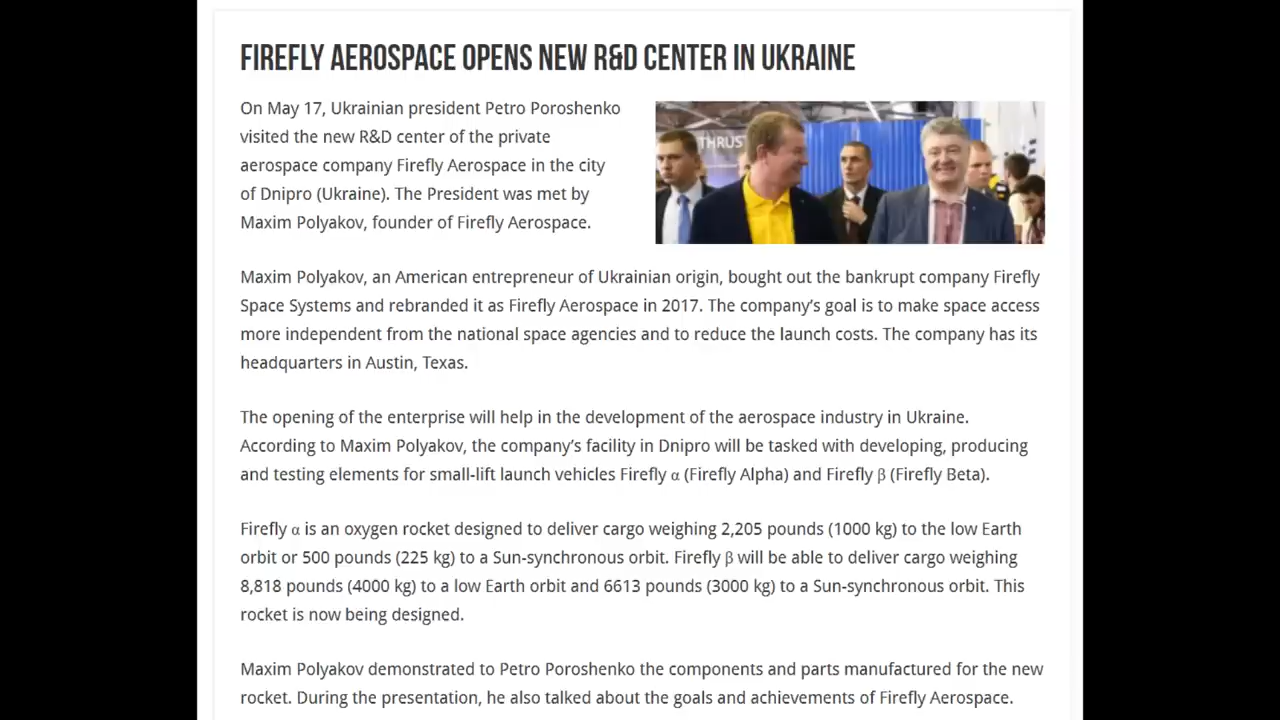 FIREFLY AEROSPACE OPENS NEW R&D CENTER IN UKRAINE
On May 17, Ukrainian president Petro Poroshenko
visited the new R&D center of the private
aerospace company Firefly Aerospace in the city
of Dnipro (Ukraine). The President was met by
Maxim Polyakov, founder of Firefly Aerospace.
THRUST
Maxim Polyakov, an American entrepreneur of Ukrainian origin, bought out the bankrupt company Firefly
Space Systems and rebranded it as Firefly Aerospace in 2017. The company’s goal is to make space access
more independent from the national space agencies and to reduce the launch costs. The company has its
headquarters in Austin, Texas.
The opening of the enterprise will help in the development of the aerospace industry in Ukraine.
According to Maxim Polyakov, the company’s facility in Dnipro will be tasked with developing, producing
and testing elements for small-lift launch vehicles Firefly α (Firefly Alpha) and Firefly β (Firefly Beta).
Firefly α is an oxygen rocket designed to deliver cargo weighing 2,205 pounds (1000 kg) to the low Earth
orbit or 500 pounds (225 kg) to a Sun-synchronous orbit. Firefly β will be able to deliver cargo weighing
8,818 pounds (4000 kg) to a low Earth orbit and 6613 pounds (3000 kg) to a Sun-synchronous orbit. This
rocket is now being designed.
Maxim Polyakov demonstrated to Petro Poroshenko the components and parts manufactured for the new
rocket. During the presentation, he also talked about the goals and achievements of Firefly Aerospace.